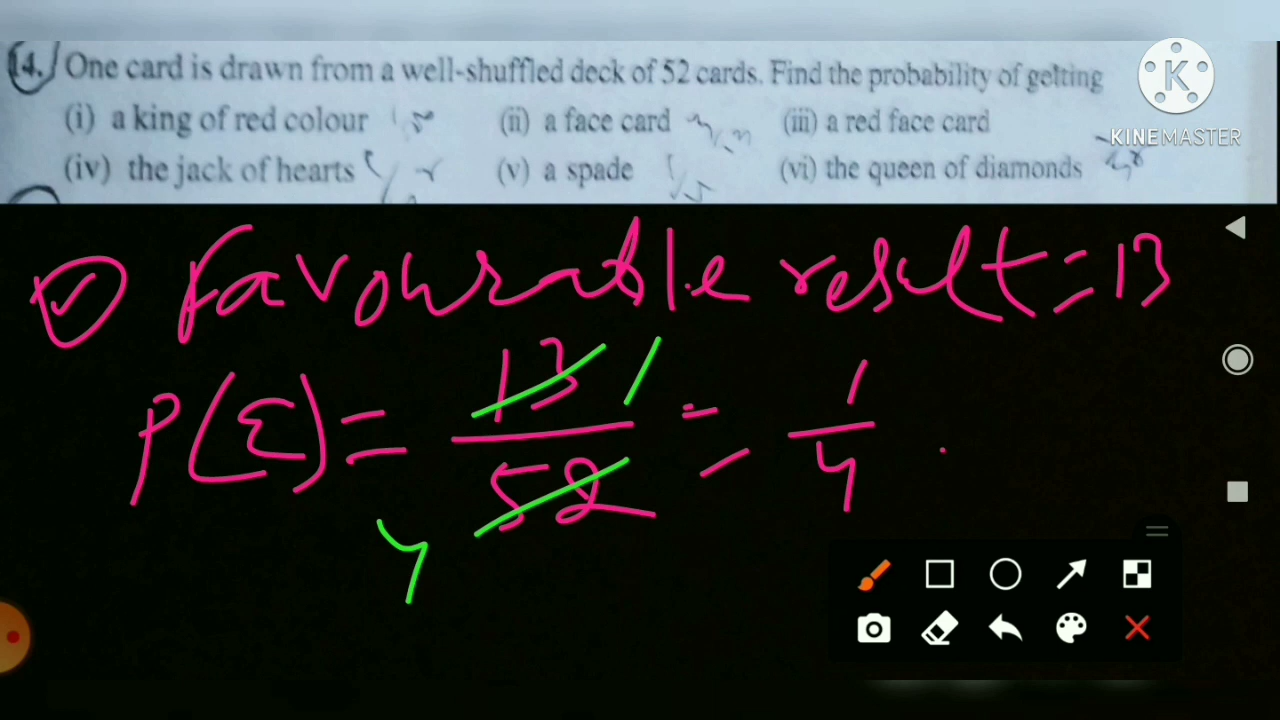 14. One card is drawn from a well-shuffled deck of 52 cards. Find the probability of getting
(i) a king of red colour (ii) a face card (iii) a red face card
(iv) the jack of hearts (v) a spade (vi) the queen of diamonds
KINEMASTER
(v) Favourable result = 13
P(E) = 13/52 = 1/4.
1
4